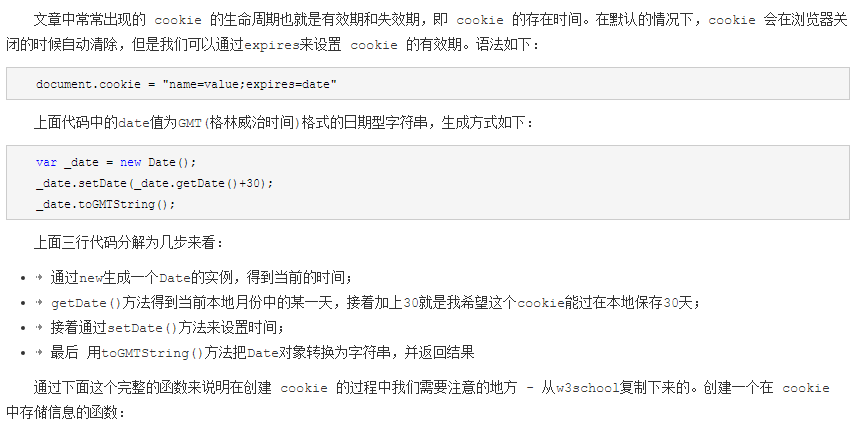 文章中常常出现的 cookie 的生命周期也就是有效期和失效期，即 cookie 的存在时间。在默认的情况下，cookie 会在浏览器关
闭的时候自动清除，但是我们可以通过expires来设置 cookie 的有效期。语法如下：
document.cookie = "name=value;expires=date"
上面代码中的date值为GMT(格林威治时间)格式的日期型字符串，生成方式如下：
var _date = new Date();
_date.setDate(_date.getDate()+30);
_date.toGMTString();
上面三行代码分解为几步来看：
通过new生成一个Date的实例，得到当前的时间；
getDate()方法得到当前本地月份中的某一天，接着加上30就是我希望这个cookie能过在本地保存30天；
接着通过setDate()方法来设置时间；
最后 用toGMTString()方法把Date对象转换为字符串，并返回结果
通过下面这个完整的函数来说明在创建 cookie 的过程中我们需要注意的地方 - 从w3school复制下来的。创建一个在 cookie
中存储信息的函数：